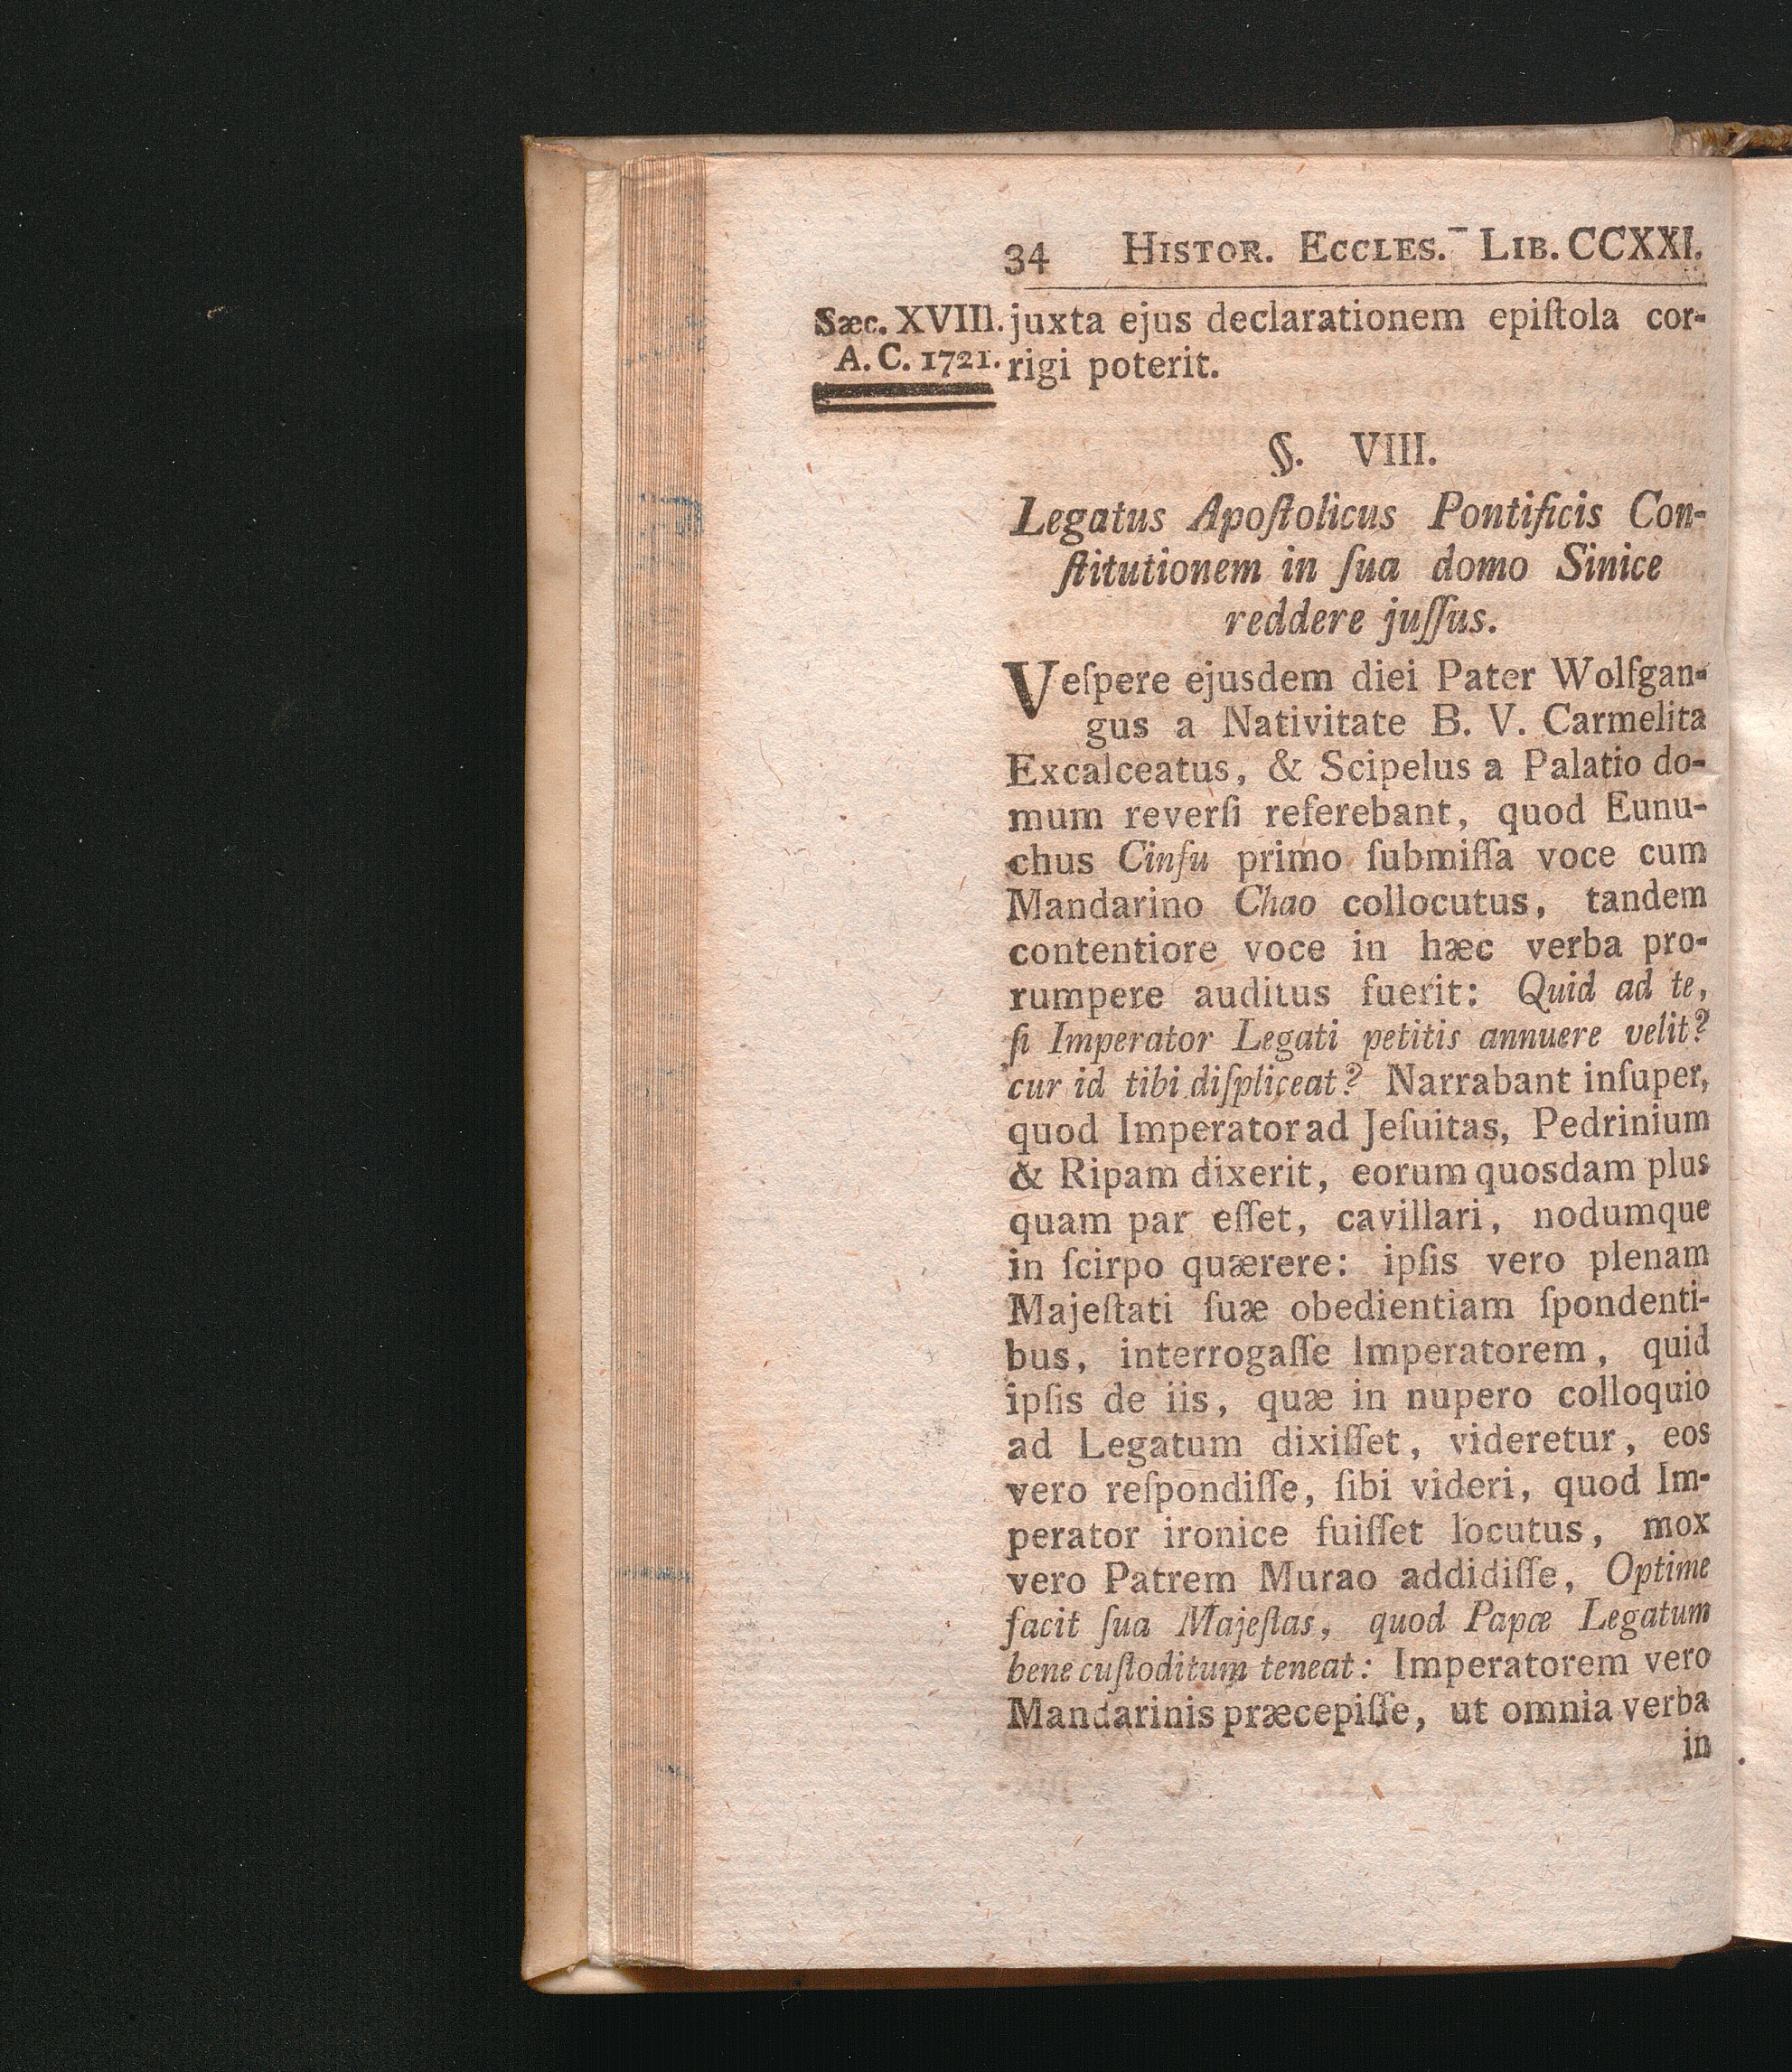 34 HISTOR. ECCLES. LIB. CCXXI.
Sæc. XVIII.
A. C. 1721.
juxta ejus declarationem epiſtola cor-
rigi poterit.
§. VIII.
Legatus Apoſtolicus Pontificis Con-
ſtitutionem in ſua domo Sinice
reddere juſſus.
Veſpere ejusdem diei Pater Wolfgan-
gus a Nativitate B. V. Carmelita
Excalceatus, & Scipelus a Palatio do-
mum reverſi referebant, quod Eunu-
chus Cinfu primo ſubmiſſa voce cum
Mandarino Chao collocutus, tandem
contentiore voce in hæc verba pro-
rumpere auditus fuerit: Quid ad te,
ſi Imperator Legati petitis annuere velit?
cur id tibi diſpliceat? Narrabant inſuper,
quod Imperator ad Jeſuitas, Pedrinium
& Ripam dixerit, eorum quosdam plus
quam par eſſet, cavillari, nodumque
in ſcirpo quærere: ipſis vero plenam
Majeſtati ſuæ obedientiam ſpondenti-
bus, interrogaſſe Imperatorem, quid
ipſis de iis, quæ in nupero colloquio
ad Legatum dixiſſet, videretur, eos
vero reſpondiſſe, ſibi videri, quod Im-
perator ironice fuiſſet locutus, mox
vero Patrem Murao addidiſſe, Optime
facit ſua Majeſtas, quod Papæ Legatum
bene cuſtoditum teneat: Imperatorem vero
Mandarinis præcepiſſe, ut omnia verba
in